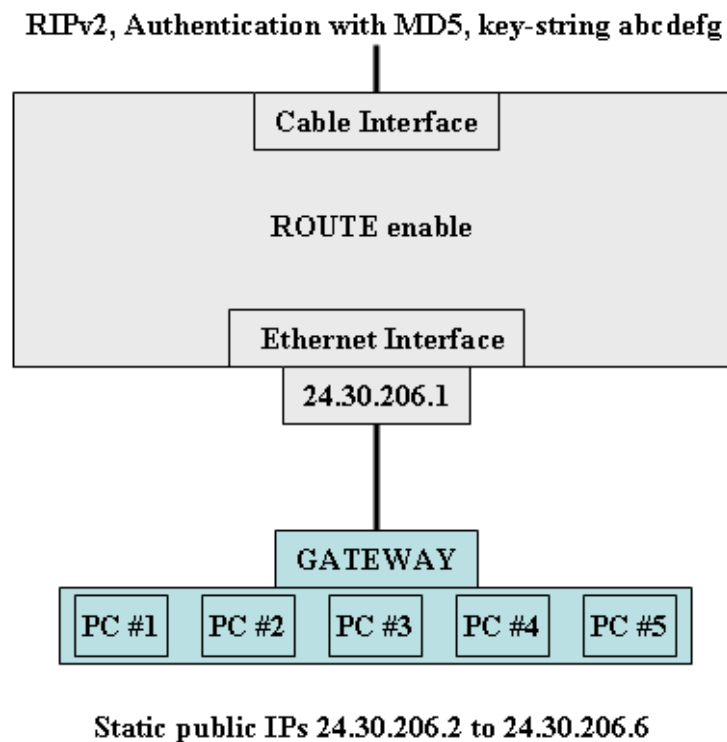 RIPv2, Authentication with MD5, key-string abcdefg
Cable Interface
ROUTE enable
Ethernet Interface
24.30.206.1
GATEWAY
PC #1 PC #2 PC #3 PC #4 PC #5
Static public IPs 24.30.206.2 to 24.30.206.6